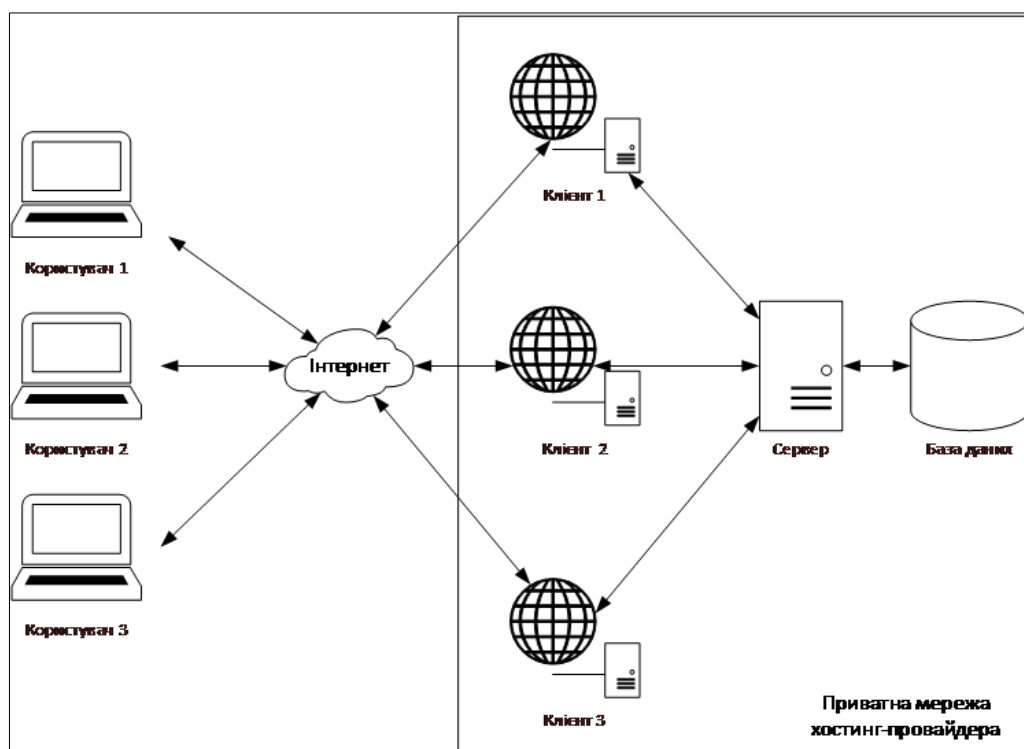 Клієнт 1
Користувач 1
Інтернет
Користувач 2
Клієнт 2
Сервер
База даних
Користувач 3
Клієнт 3
Приватна мережа
хостинг-провайдера